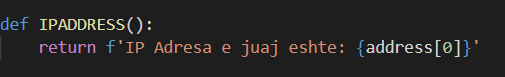 def IPADDRESS():
    return f'IP Adresa e juaj eshte: {address[0]}'